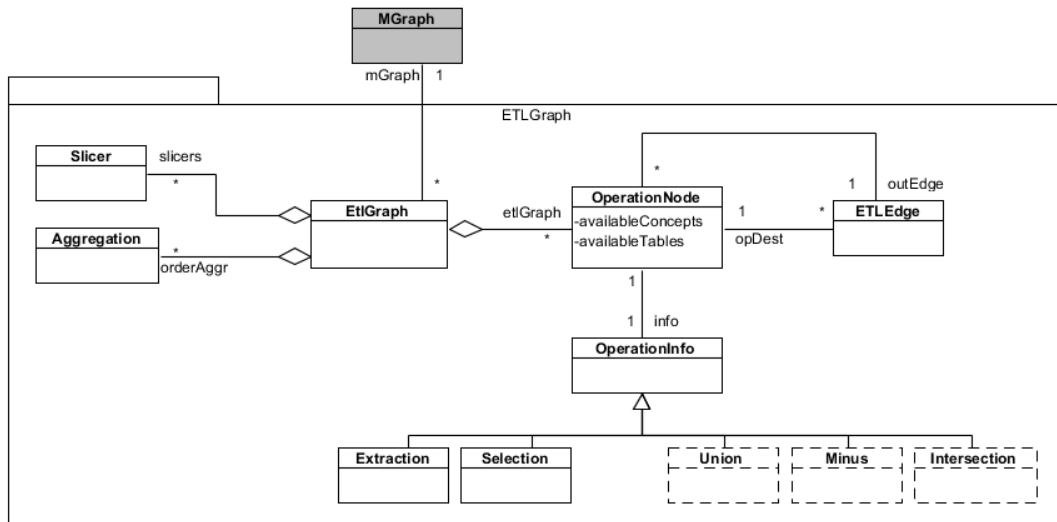 MGraph
mGraph 1
ETLGraph
Slicer
slicers
*
*
*
1
outEdge
EtlGraph
etlGraph
*
OperationNode
-availableConcepts
-availableTables
1
opDest
*
ETLEdge
Aggregation
*
orderAggr
1
1 info
OperationInfo
Extraction
Selection
Union
Minus
Intersection